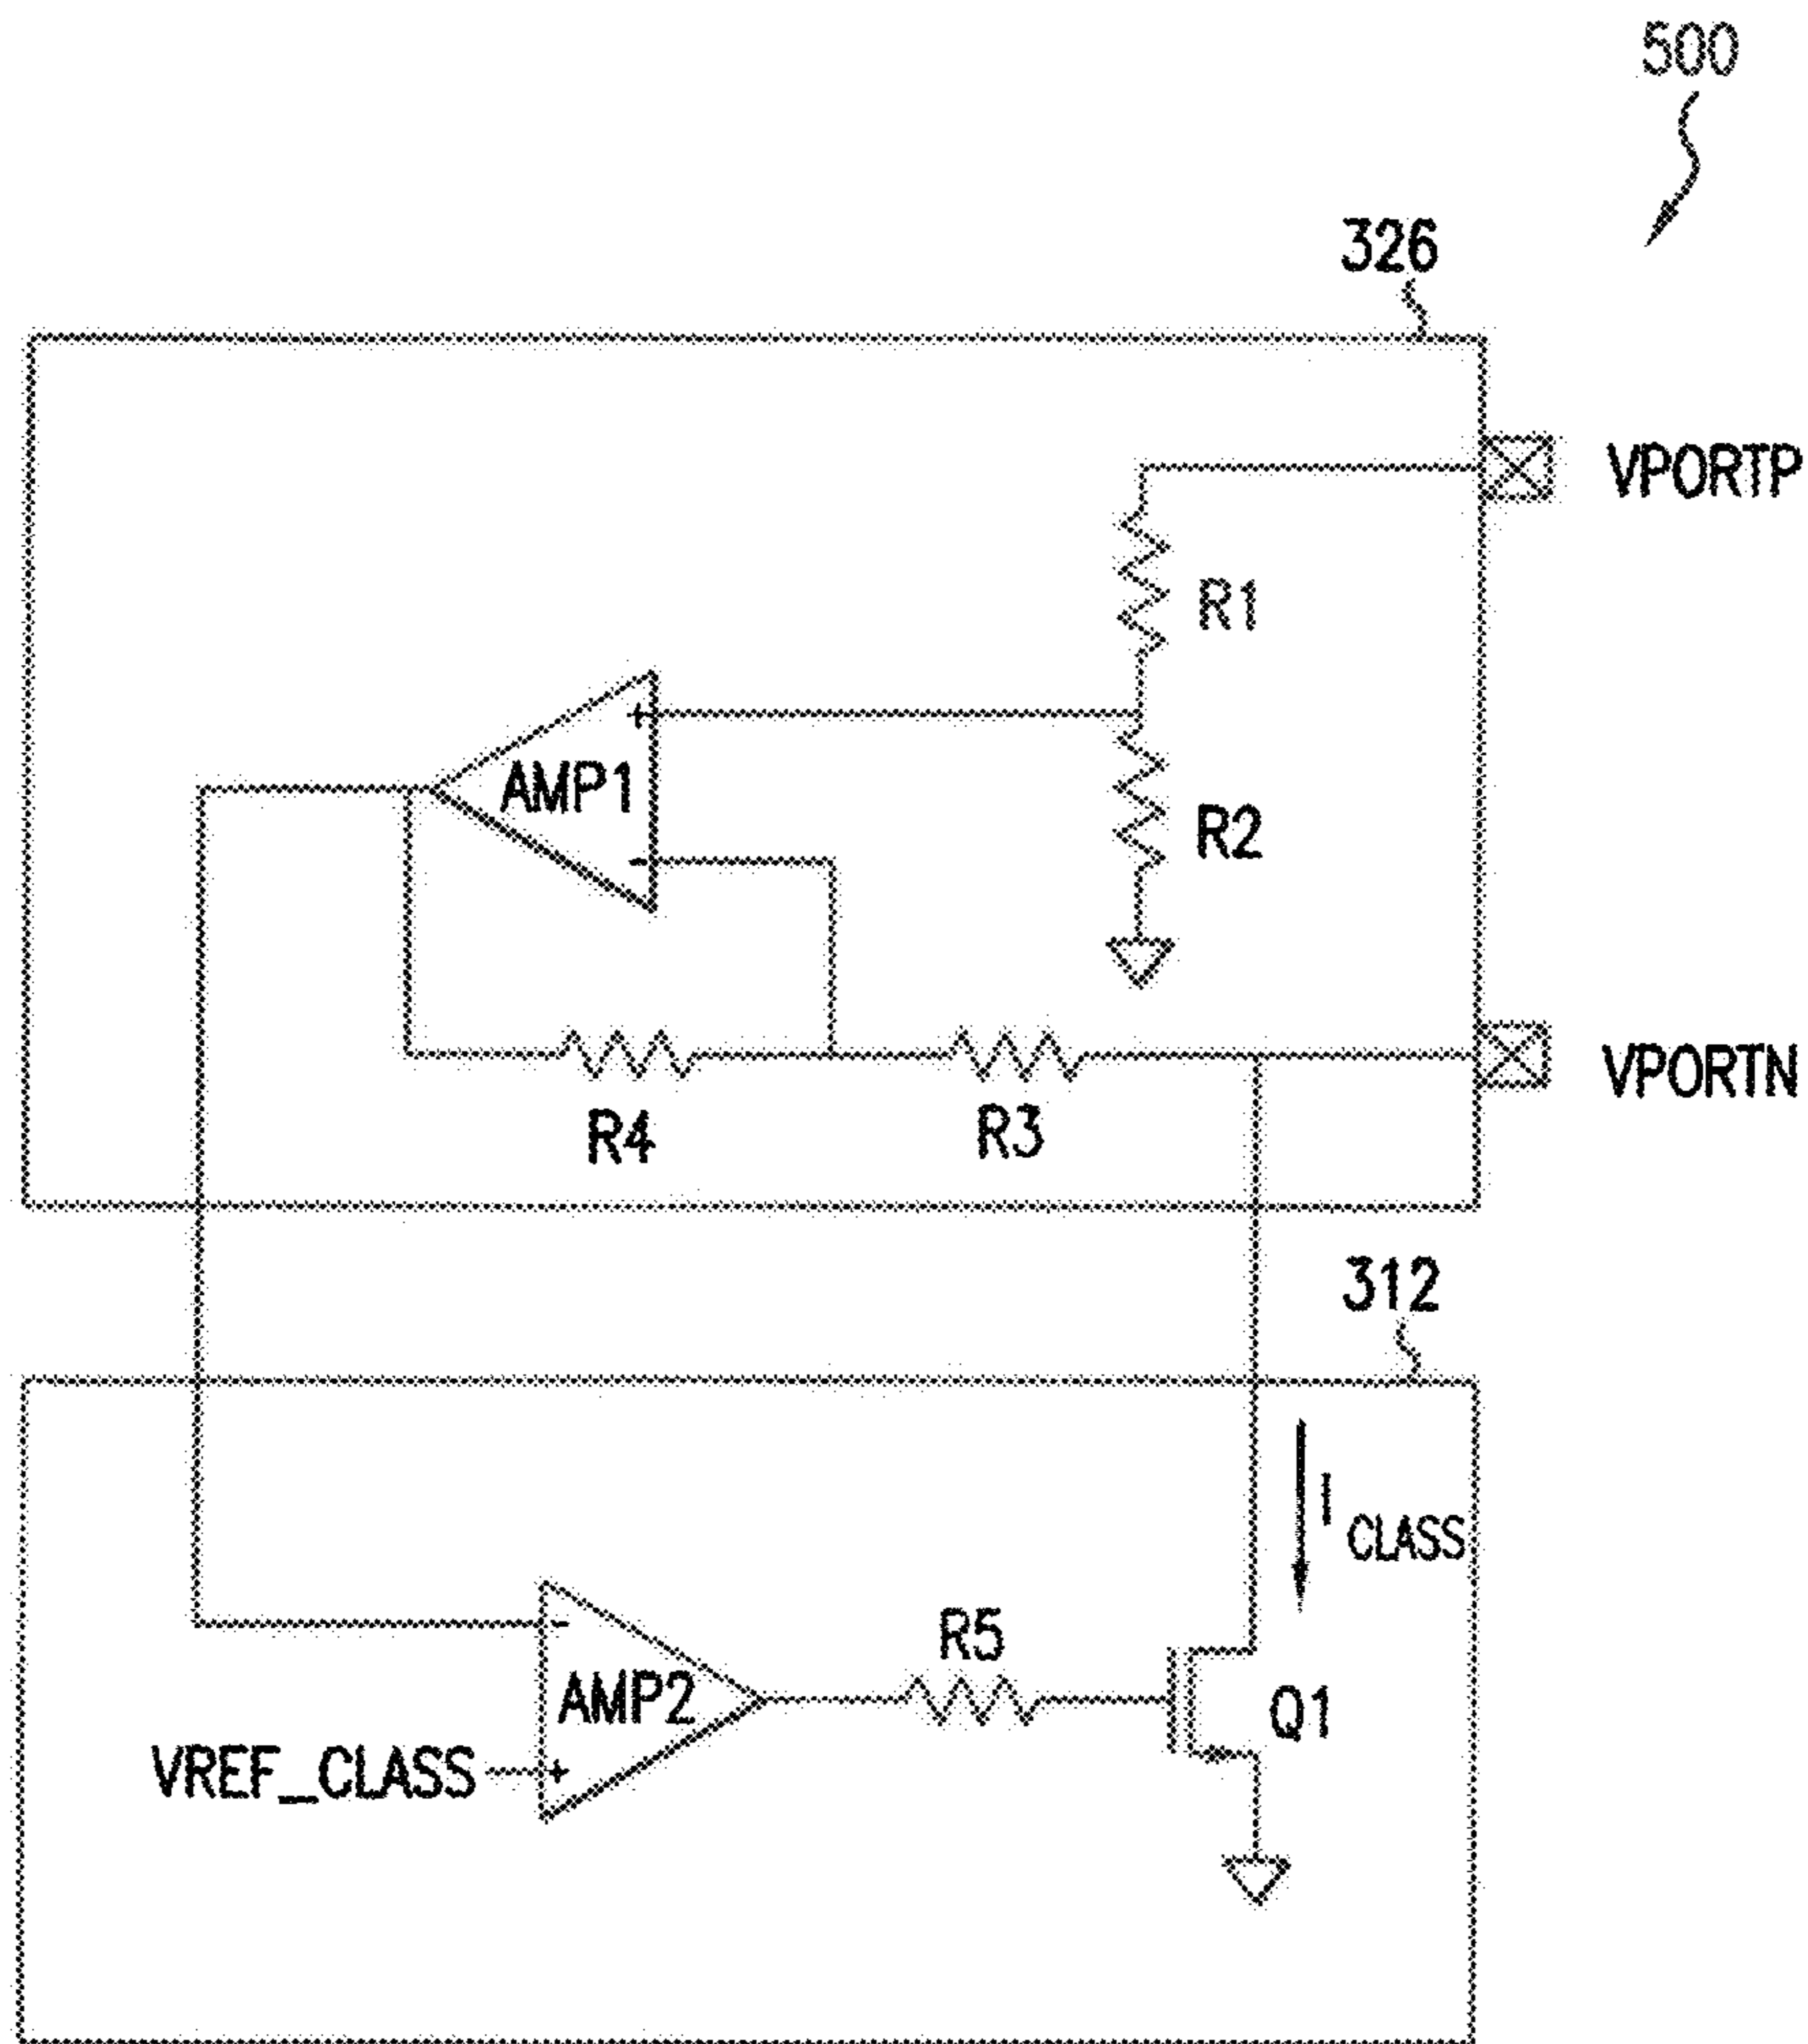 500
326
VPORTP
R1
+
AMP1
R2
-
VPORTN
R4
R3
312
I CLASS
-
R5
AMP2
Q1
VREF_CLASS
+